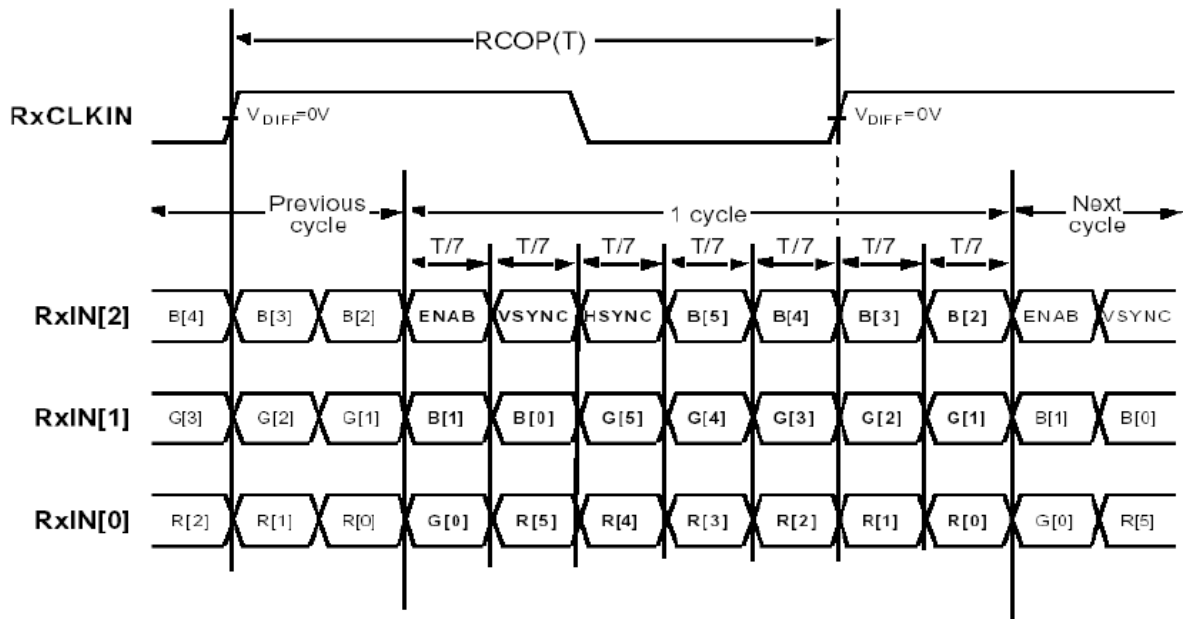 RCOP(T)
RxCLKIN
V_DIFF=0V V_DIFF=0V
Previous cycle 1 cycle Next cycle
T/7 T/7 T/7 T/7 T/7 T/7 T/7
RxIN[2] B[4] B[3] B[2] ENAB VSYNC HSYNC B[5] B[4] B[3] B[2] ENAB VSYNC
RxIN[1] G[3] G[2] G[1] B[1] B[0] G[5] G[4] G[3] G[2] G[1] B[1] B[0]
RxIN[0] R[2] R[1] R[0] G[0] R[5] R[4] R[3] R[2] R[1] R[0] G[0] R[5]